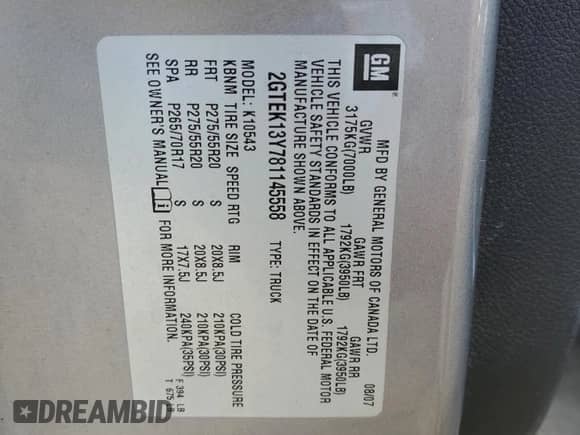 GM
MFD BY GENERAL MOTORS OF CANADA LTD.
08/07
GVWR GAWR FRT GAWR RR
3175KG(7000LB) 1792KG(3950LB) 1792KG(3950LB)
THIS VEHICLE CONFORMS TO ALL APPLICABLE U.S. FEDERAL MOTOR
VEHICLE SAFETY STANDARDS IN EFFECT ON THE DATE OF
MANUFACTURE SHOWN ABOVE.
2GTEK13Y781145558 TYPE: TRUCK
MODEL: K10543
KBNM TIRE SIZE SPEED RTG RIM COLD TIRE PRESSURE
FRT P275/55R20 S 20X8.5J 210KPA(30PSI)
RR P275/55R20 S 20X8.5J 210KPA(30PSI)
SPA P265/70R17 S 17X7.5J 240KPA(35PSI)
SEE OWNER'S MANUAL i FOR MORE INFORMATION.
F 394 LB
T 675 LB
DREAMBID